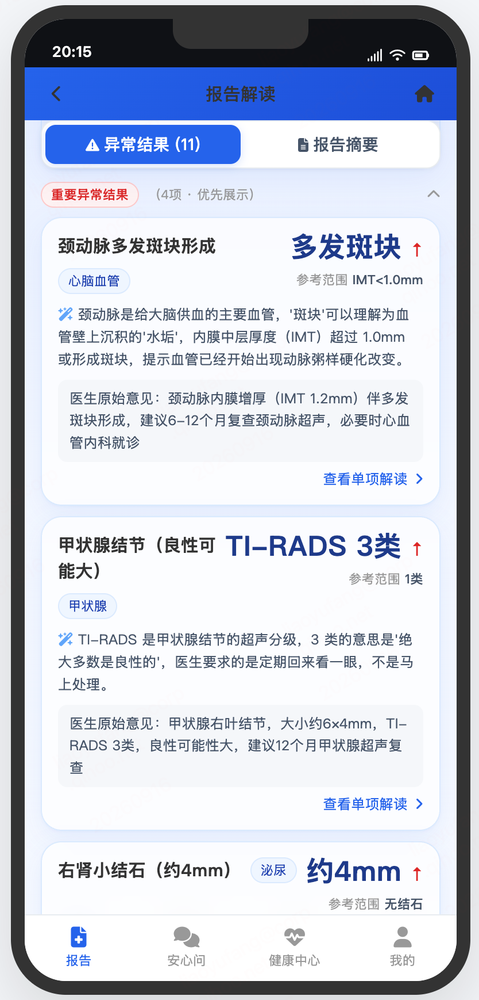 20:15
报告解读
异常结果 (11)
报告摘要
重要异常结果
（4项 · 优先展示）
颈动脉多发斑块形成
多发斑块 ↑
心脑血管
参考范围 IMT<1.0mm
颈动脉是给大脑供血的主要血管，'斑块'可以理解为血
管壁上沉积的'水垢'，内膜中层厚度（IMT）超过 1.0mm
或形成斑块，提示血管已经开始出现动脉粥样硬化改变。
医生原始意见：颈动脉内膜增厚（IMT 1.2mm）伴多发
斑块形成，建议6-12个月复查颈动脉超声，必要时心血
管内科就诊
查看单项解读
甲状腺结节（良性可
能大）
TI-RADS 3类 ↑
参考范围 1类
甲状腺
TI-RADS 是甲状腺结节的超声分级，3 类的意思是'绝
大多数是良性的'，医生要求的是定期回来看一眼，不是马
上处理。
医生原始意见：甲状腺右叶结节，大小约6×4mm，TI-
RADS 3类，良性可能性大，建议12个月甲状腺超声复
查
查看单项解读
右肾小结石（约4mm）
泌尿
约4mm ↑
参考范围 无结石
报告
安心问
健康中心
我的